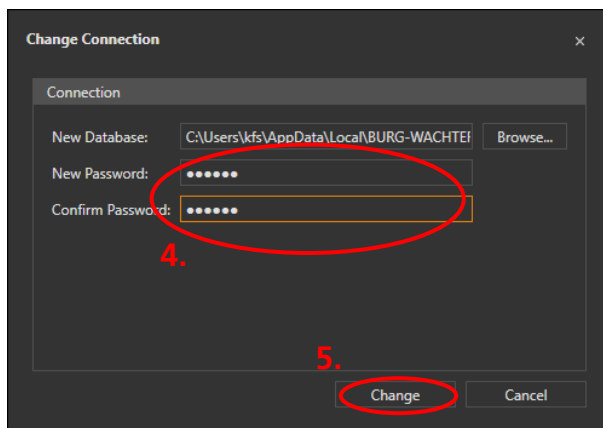 Change Connection ×
Connection
New Database: C:\Users\kfs\AppData\Local\BURG-WACHTER Browse...
New Password: ●●●●●●
Confirm Password: ●●●●●●
4.
5.
Change Cancel